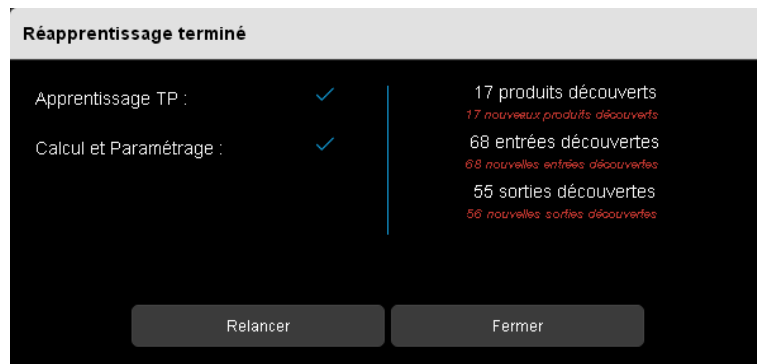 Réapprentissage terminé
Apprentissage TP :
17 produits découverts
17 nouveaux produits découverts
Calcul et Paramétrage :
68 entrées découvertes
68 nouvelles entrées découvertes
55 sorties découvertes
56 nouvelles sorties découvertes
Relancer
Fermer